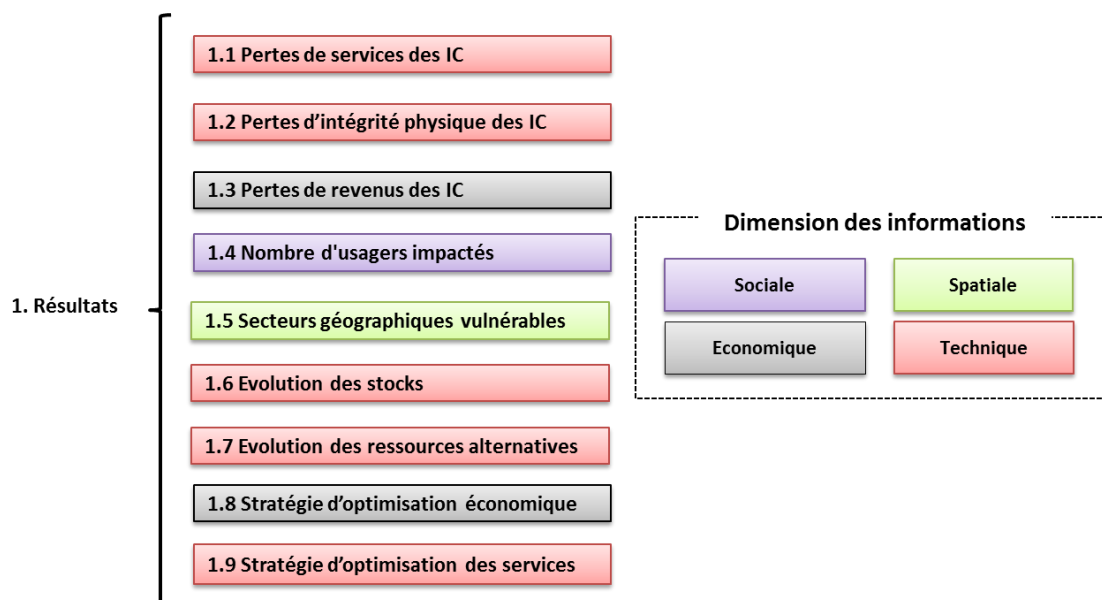 1. Résultats
1.1 Pertes de services des IC
1.2 Pertes d’intégrité physique des IC
1.3 Pertes de revenus des IC
1.4 Nombre d'usagers impactés
1.5 Secteurs géographiques vulnérables
1.6 Evolution des stocks
1.7 Evolution des ressources alternatives
1.8 Stratégie d’optimisation économique
1.9 Stratégie d’optimisation des services
Dimension des informations
Sociale
Spatiale
Economique
Technique